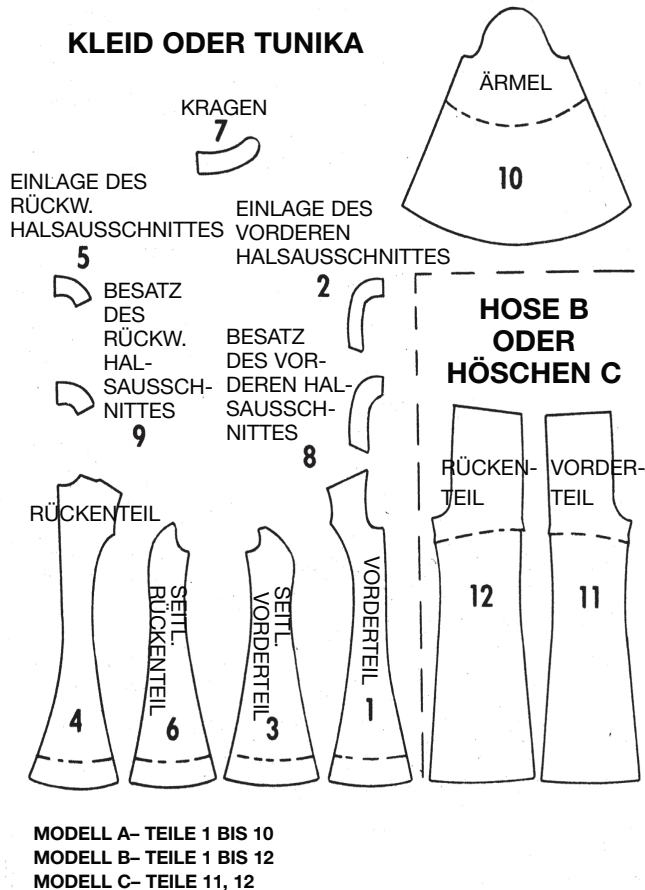 KLEID ODER TUNIKA
ÄRMEL
10
KRAGEN
7
EINLAGE DES
RÜCKW.
HALSAUSSCHNITTES
5
EINLAGE DES
VORDEREN
HALSAUSSCHNITTES
2
BESATZ
DES
RÜCKW.
HAL-
SAUSSCH-
NITTES
9
BESATZ
DES VOR-
DEREN HAL-
SAUSSCH-
NITTES
8
HOSE B
ODER
HÖSCHEN C
RÜCKENTEIL
4
SEITL.
RÜCKENTEIL
6
SEITL.
VORDERTEIL
3
VORDERTEIL
1
RÜCKEN-
TEIL
12
VORDER-
TEIL
11
MODELL A– TEILE 1 BIS 10
MODELL B– TEILE 1 BIS 12
MODELL C– TEILE 11, 12